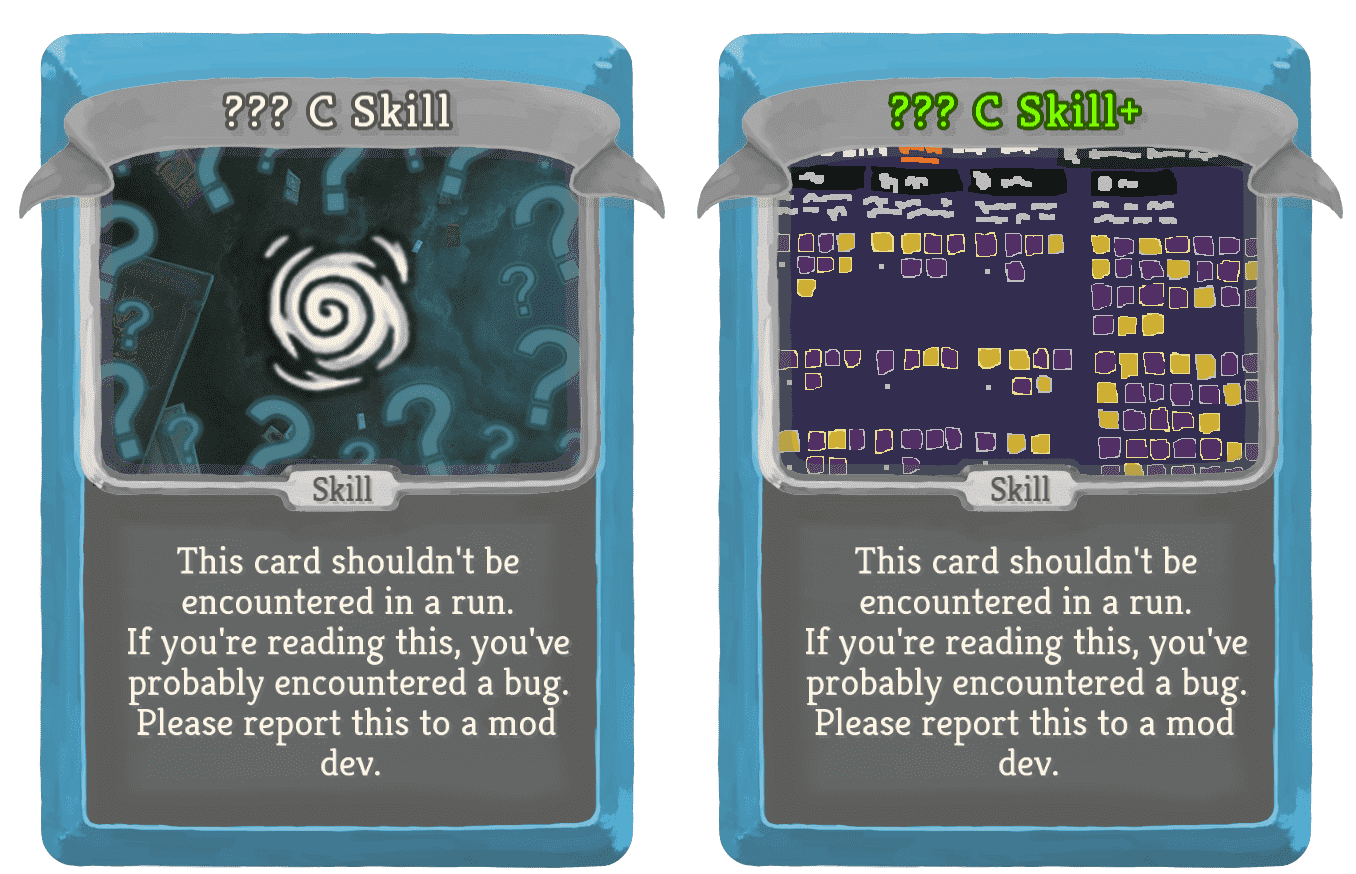 ??? C Skill
Skill
This card shouldn't be
encountered in a run.
If you're reading this, you've
probably encountered a bug.
Please report this to a mod
dev.
??? C Skill+
Skill
This card shouldn't be
encountered in a run.
If you're reading this, you've
probably encountered a bug.
Please report this to a mod
dev.